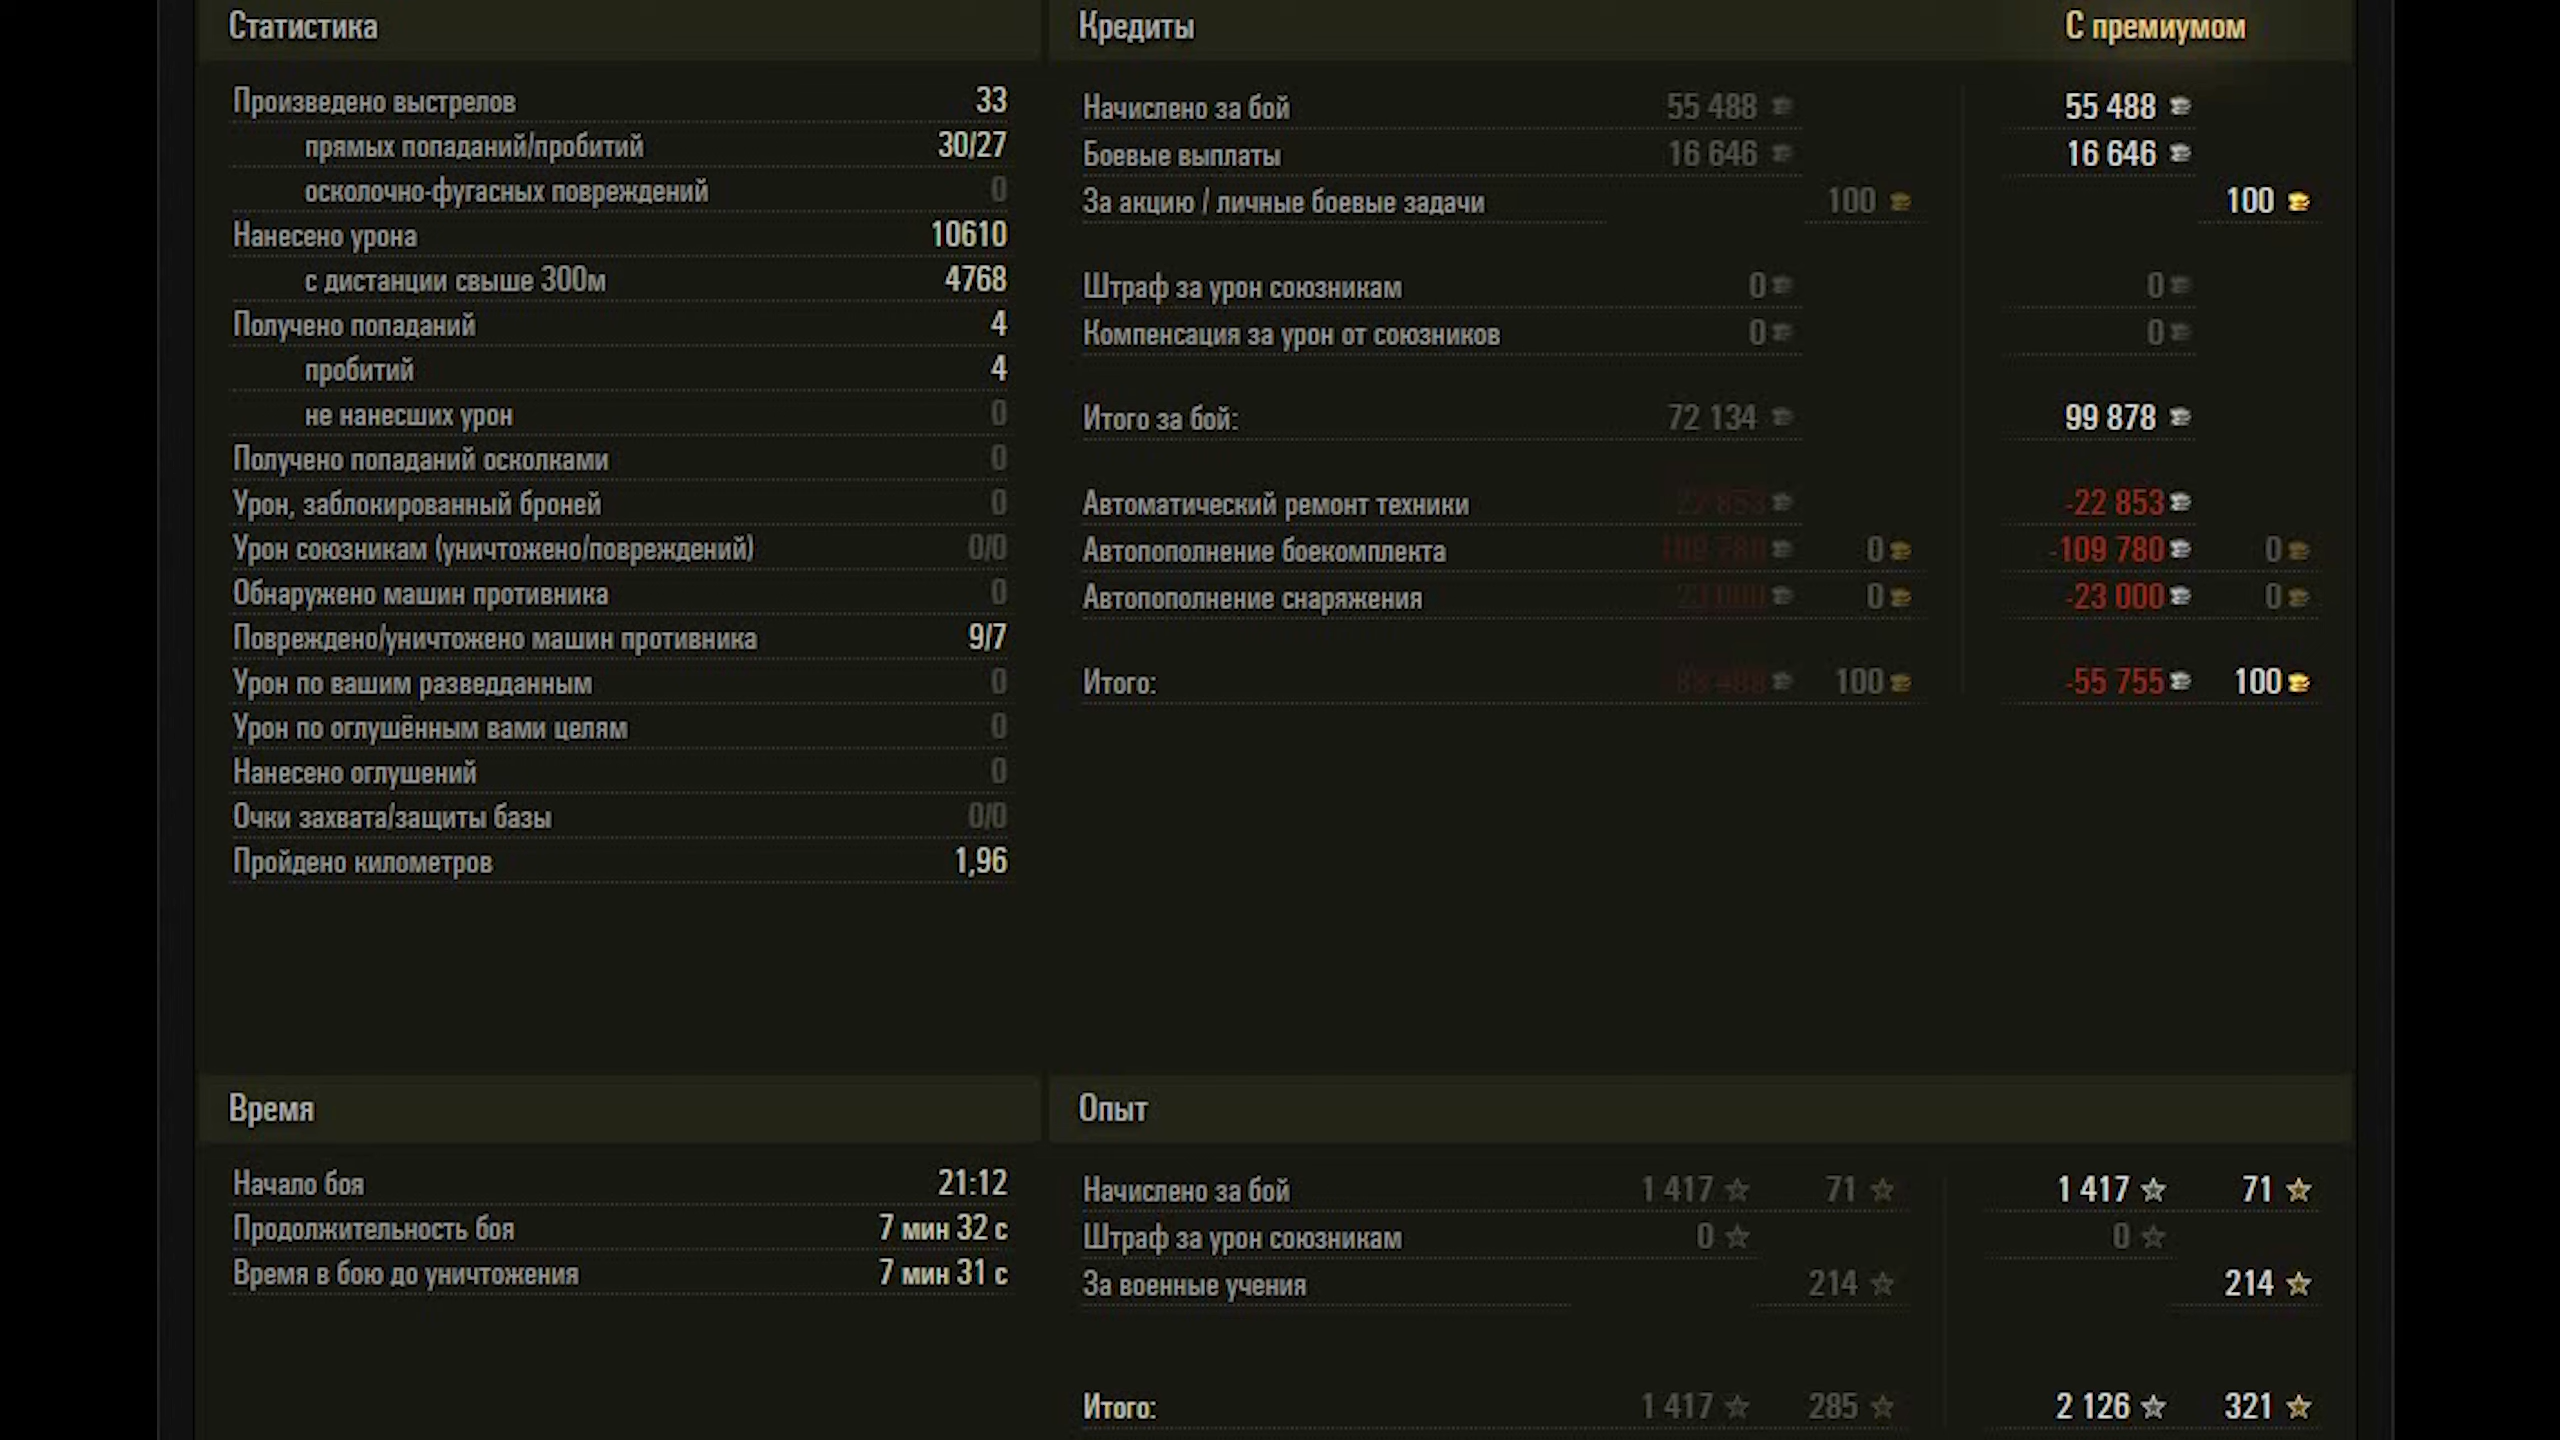 Статистика
Произведено выстрелов 33
прямых попаданий/пробитий 30/27
осколочно-фугасных повреждений 0
Нанесено урона 10610
с дистанции свыше 300м 4768
Получено попаданий 4
пробитий 4
не нанесших урон 0
Получено попаданий осколками 0
Урон, заблокированный броней 0
Урон союзникам (уничтожено/повреждений) 0/0
Обнаружено машин противника 0
Повреждено/уничтожено машин противника 9/7
Урон по вашим разведданным 0
Урон по оглушённым вами целям 0
Нанесено оглушений 0
Очки захвата/защиты базы 0/0
Пройдено километров 1,96
Кредиты С премиумом
Начислено за бой 55 488 55 488
Боевые выплаты 16 646 16 646
За акцию / личные боевые задачи 100 100
Штраф за урон союзникам 0 0
Компенсация за урон от союзников 0 0
Итого за бой: 72 134 99 878
Автоматический ремонт техники 22 853 -22 853
Автопополнение боекомплекта 109 780 0 -109 780 0
Автопополнение снаряжения 23 000 0 -23 000 0
Итого: 100 -55 755 100
Время
Начало боя 21:12
Продолжительность боя 7 мин 32 с
Время в бою до уничтожения 7 мин 31 с
Опыт
Начислено за бой 1 417 71 1 417 71
Штраф за урон союзникам 0 0
За военные учения 214 214
Итого: 1 417 285 2 126 321